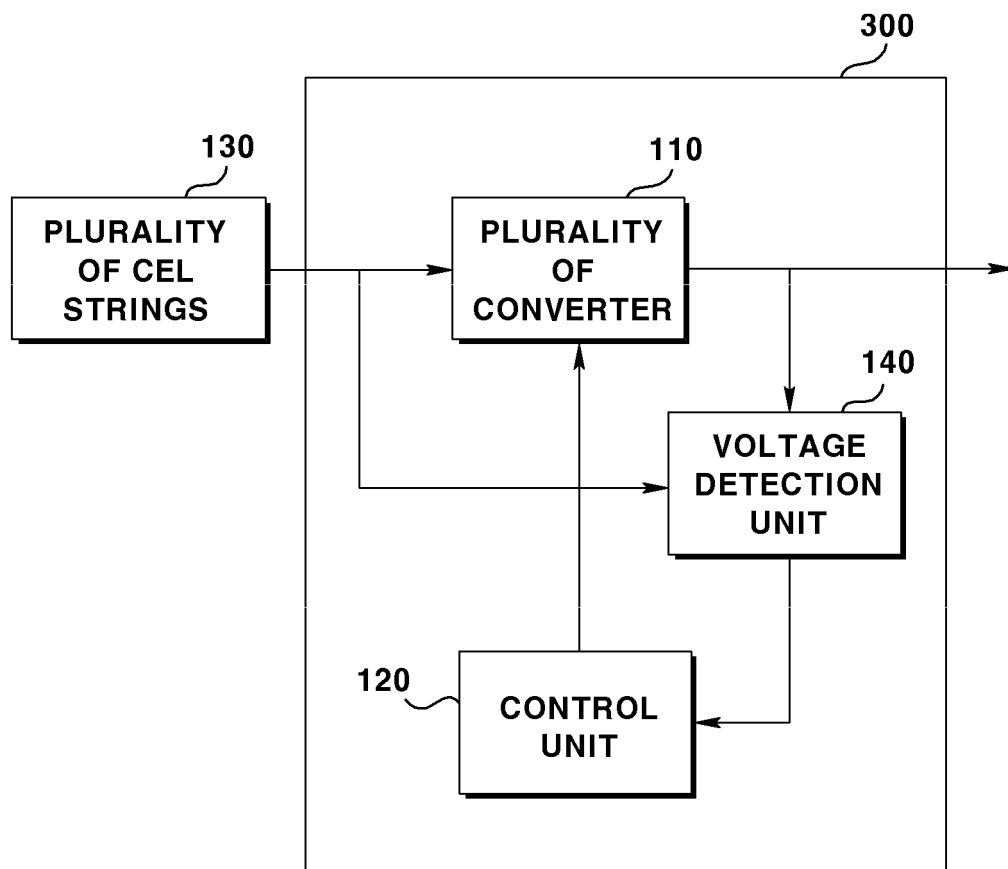 300
130
110
PLURALITY
OF CEL
STRINGS
PLURALITY
OF
CONVERTER
140
VOLTAGE
DETECTION
UNIT
120
CONTROL
UNIT